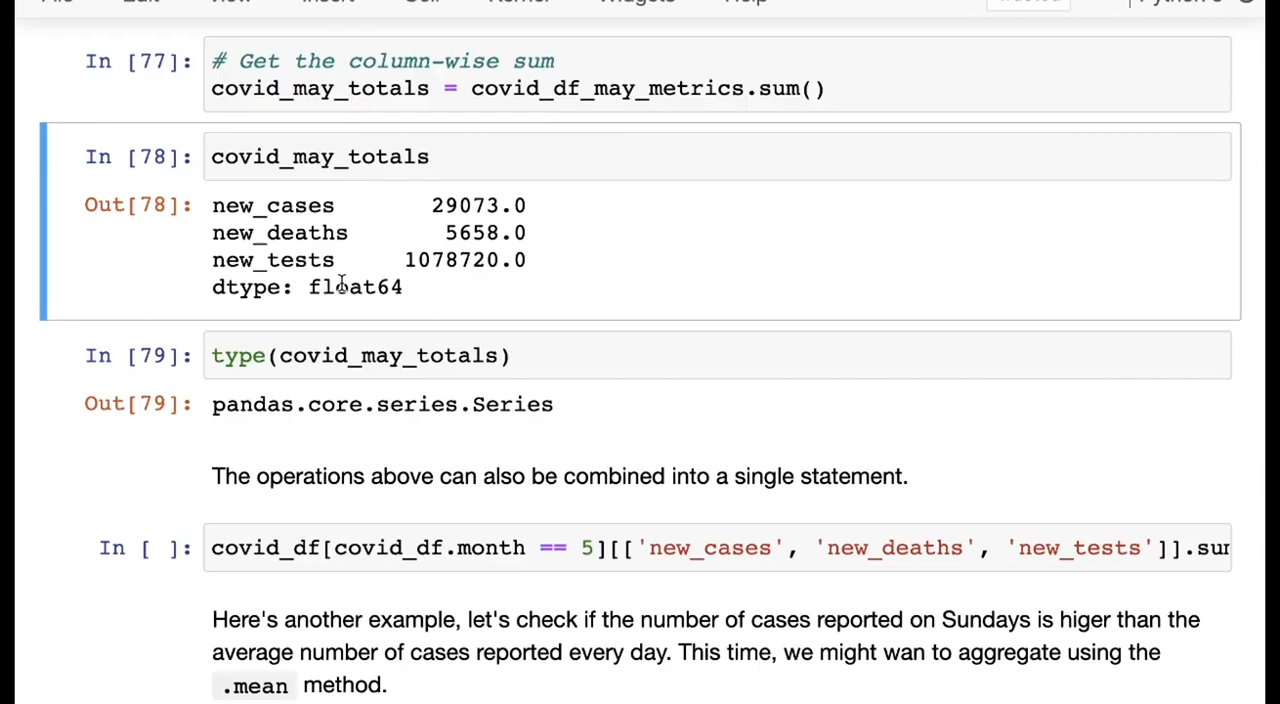 In [77]:
# Get the column-wise sum
covid_may_totals = covid_df_may_metrics.sum()
In [78]:
covid_may_totals
Out[78]:
new_cases 29073.0
new_deaths 5658.0
new_tests 1078720.0
dtype: float64
In [79]:
type(covid_may_totals)
Out[79]:
pandas.core.series.Series
The operations above can also be combined into a single statement.
In [ ]:
covid_df[covid_df.month == 5][['new_cases', 'new_deaths', 'new_tests']].sum
Here's another example, let's check if the number of cases reported on Sundays is higer than the
average number of cases reported every day. This time, we might wan to aggregate using the
.mean method.